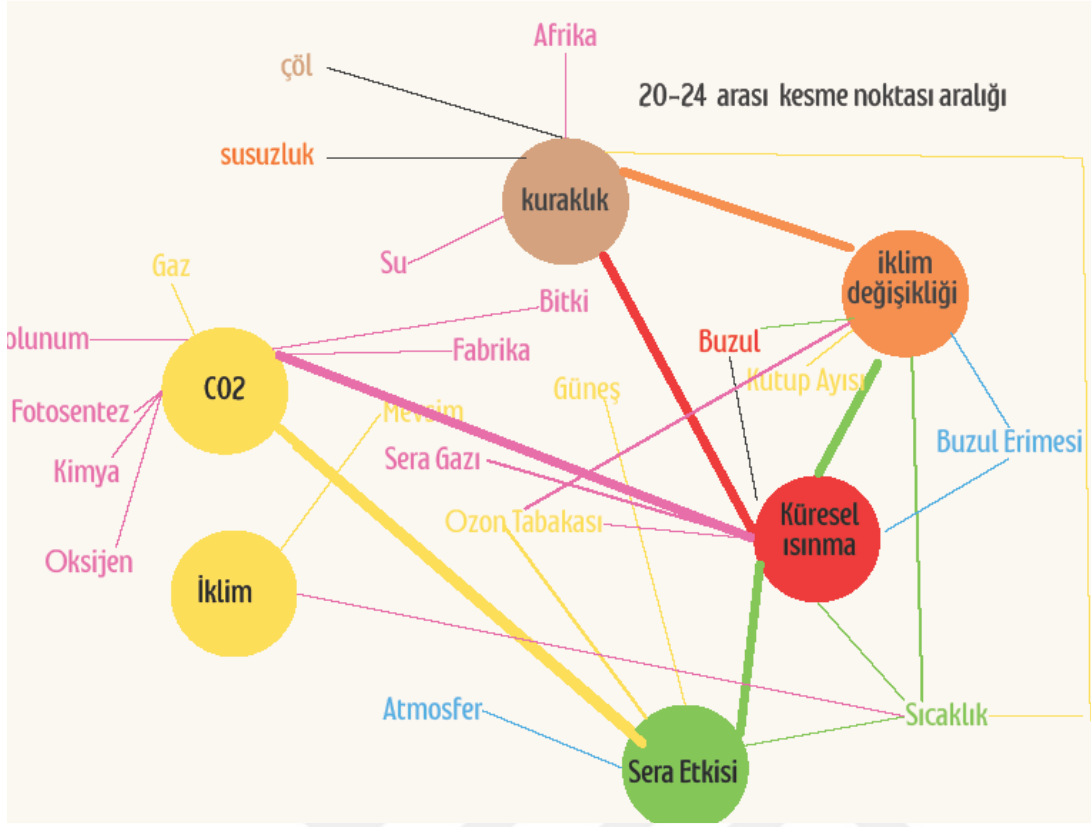 Afrika
çöl
20-24 arası kesme noktası aralığı
susuzluk
kuraklık
Su
Gaz
iklim
değişikliği
Bitki
olunum
Buzul
Fabrika
CO2
Güneş
Kutup Ayısı
Fotosentez
Mevsim
Buzul Erimesi
Kimya
Sera Gazı
Ozon Tabakası
Küresel
ısınma
Oksijen
İklim
Atmosfer
Sıcaklık
Sera Etkisi